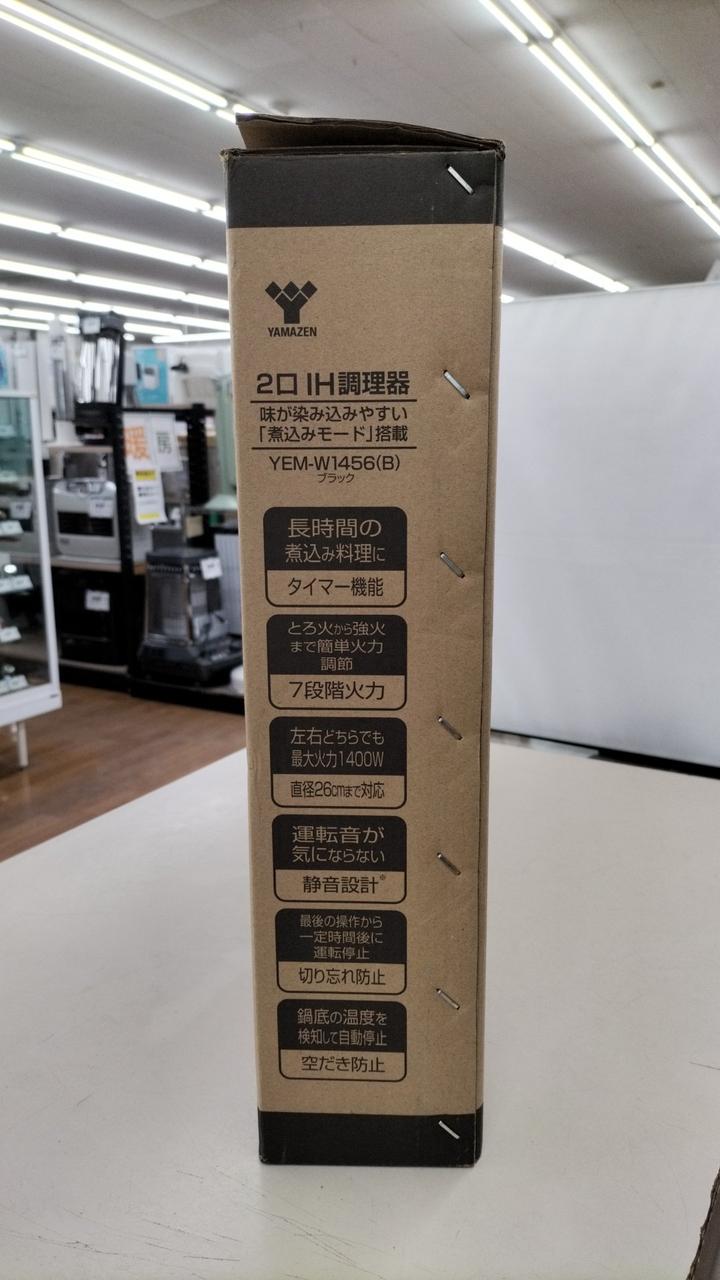 YAMAZEN
2口 IH調理器
味が染み込みやすい
「煮込みモード」搭載
YEM-W1456(B)
ブラック
長時間の
煮込み料理に
タイマー機能
とろ火から強火
まで簡単火力
調節
7段階火力
左右どちらでも
最大火力1400W
直径26cmまで対応
運転音が
気にならない
静音設計※
最後の操作から
一定時間後に
運転停止
切り忘れ防止
鍋底の温度を
検知して自動停止
空だき防止
暖房